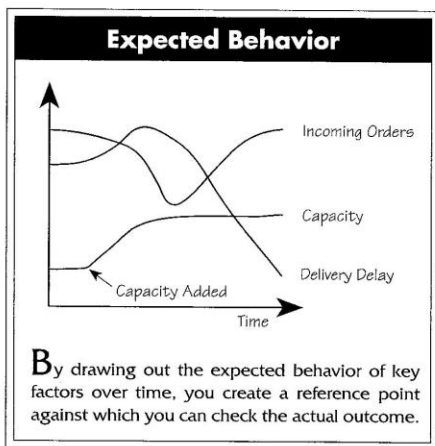 Expected Behavior
Incoming Orders
Capacity
Delivery Delay
Capacity Added
Time
By drawing out the expected behavior of key
factors over time, you create a reference point
against which you can check the actual outcome.